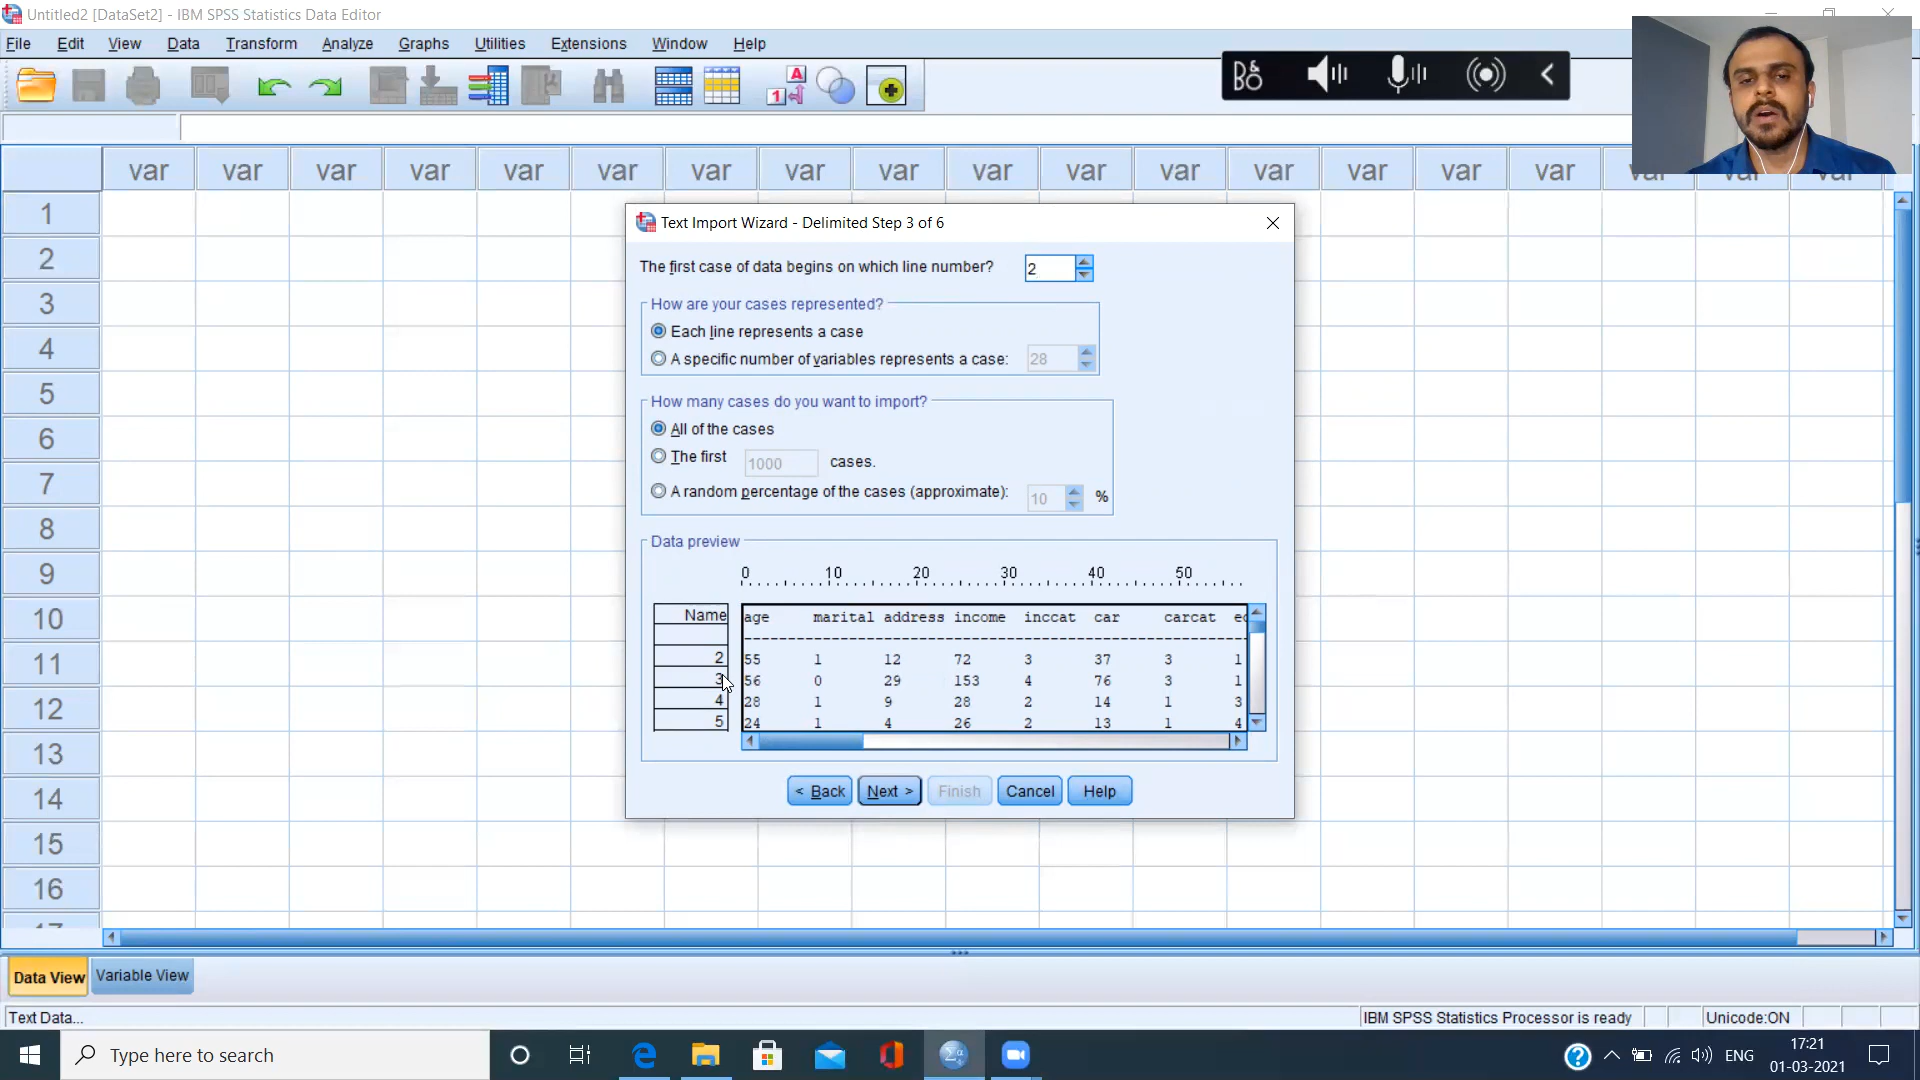 Untitled2 [DataSet2] - IBM SPSS Statistics Data Editor
File Edit View Data Transform Analyze Graphs Utilities Extensions Window Help
A
1
B&O
var var var var var var var var var var var var var var var var var var var
1
2
3
4
5
6
7
8
9
10
11
12
13
14
15
16
17
Text Import Wizard - Delimited Step 3 of 6
The first case of data begins on which line number? 2
How are your cases represented?
Each line represents a case
A specific number of variables represents a case: 28
How many cases do you want to import?
All of the cases
The first 1000 cases.
A random percentage of the cases (approximate): 10 %
Data preview
0 10 20 30 40 50
Name age marital address income inccat car carcat ed
2 55 1 12 72 3 37 3 1
3 56 0 29 153 4 76 3 1
4 28 1 9 28 2 14 1 3
5 24 1 4 26 2 13 1 4
< Back Next > Finish Cancel Help
Data View Variable View
Text Data... IBM SPSS Statistics Processor is ready Unicode:ON
Type here to search
ENG
17:21
01-03-2021